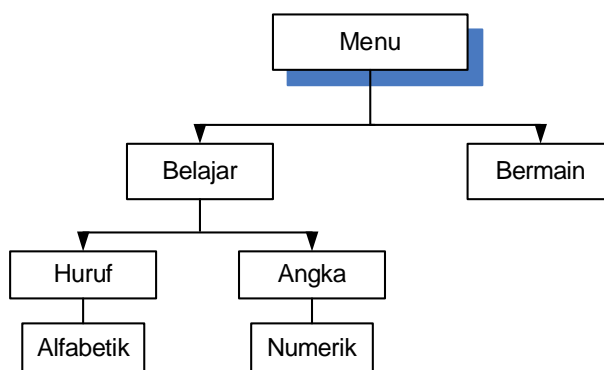 Menu
Belajar
Bermain
Huruf
Angka
Alfabetik
Numerik